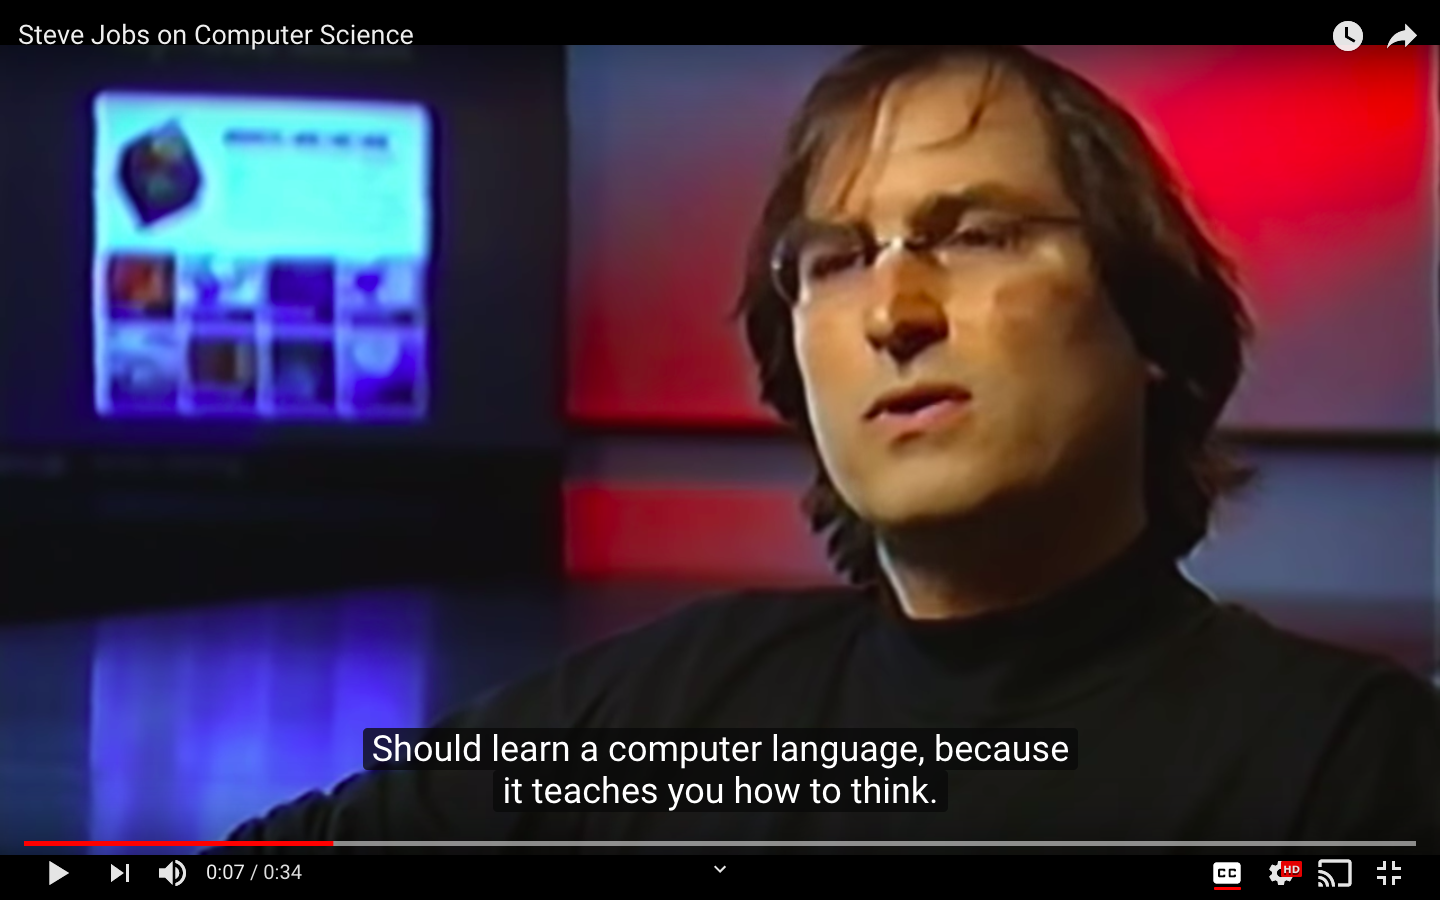 Steve Jobs on Computer Science
Should learn a computer language, because
it teaches you how to think.
0:07 / 0:34
CC
HD